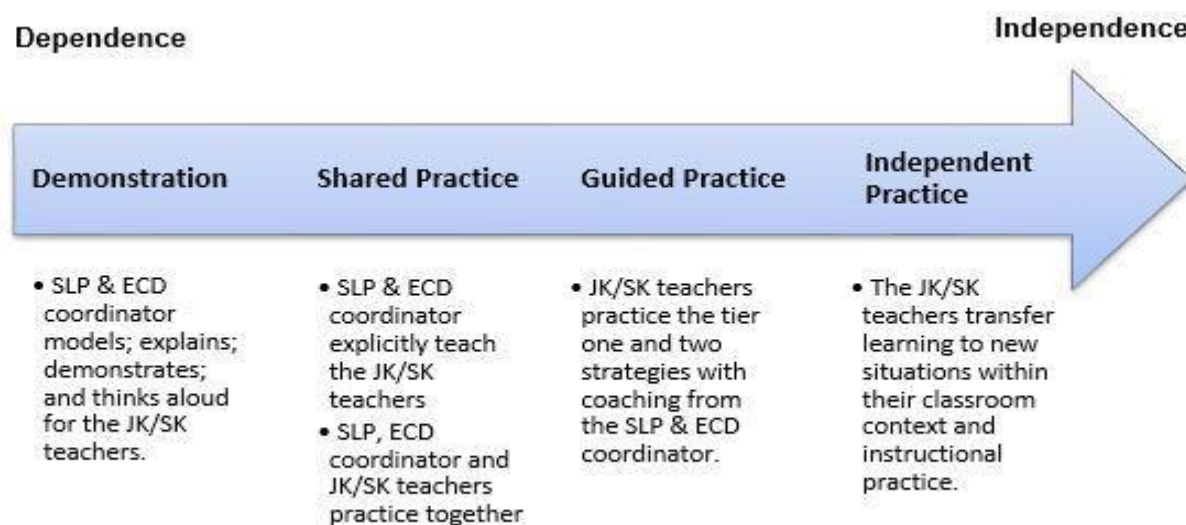 Dependence
Independence
Demonstration
Shared Practice
Guided Practice
Independent
Practice
• SLP & ECD
coordinator
models; explains;
demonstrates;
and thinks aloud
for the JK/SK
teachers.
• SLP & ECD
coordinator
explicitly teach
the JK/SK
teachers
• SLP, ECD
coordinator and
JK/SK teachers
practice together
• JK/SK teachers
practice the tier
one and two
strategies with
coaching from
the SLP & ECD
coordinator.
• The JK/SK
teachers transfer
learning to new
situations within
their classroom
context and
instructional
practice.